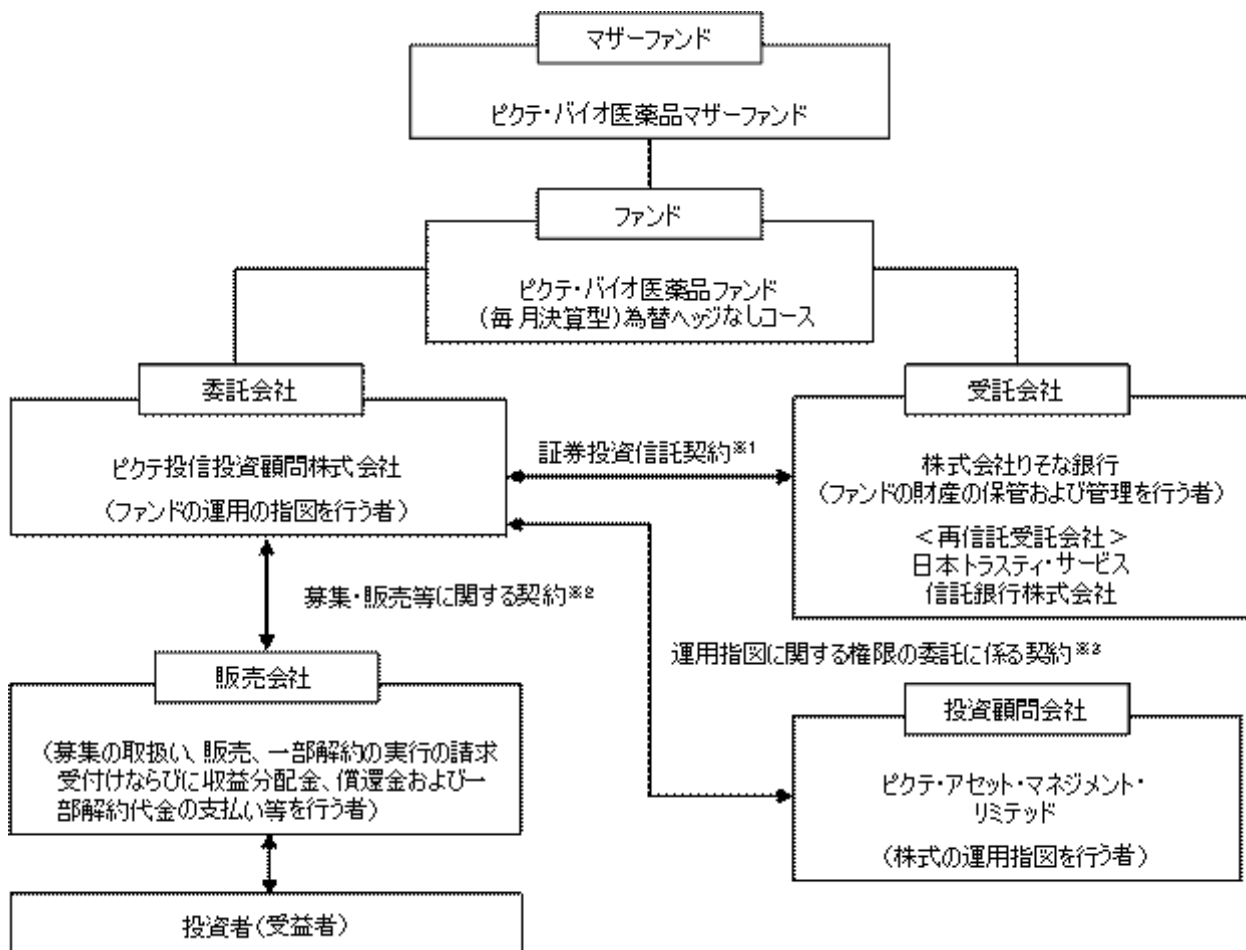 マザーファンド
ピクテ・バイオ医薬品マザーファンド
ファンド
ピクテ・バイオ医薬品ファンド
(毎月決算型)為替ヘッジなしコース
委託会社
ピクテ投信投資顧問株式会社
(ファンドの運用の指図を行う者)
証券投資信託契約※1
受託会社
株式会社りそな銀行
(ファンドの財産の保管および管理を行う者)
<再信託受託会社>
日本トラスティ・サービス
信託銀行株式会社
募集・販売等に関する契約※2
運用指図に関する権限の委託に係る契約※3
販売会社
(募集の取扱い、販売、一部解約の実行の請求
受付けならびに収益分配金、償還金および一
部解約代金の支払い等を行う者)
投資顧問会社
ピクテ・アセット・マネジメント・
リミテッド
(株式の運用指図を行う者)
投資者(受益者)